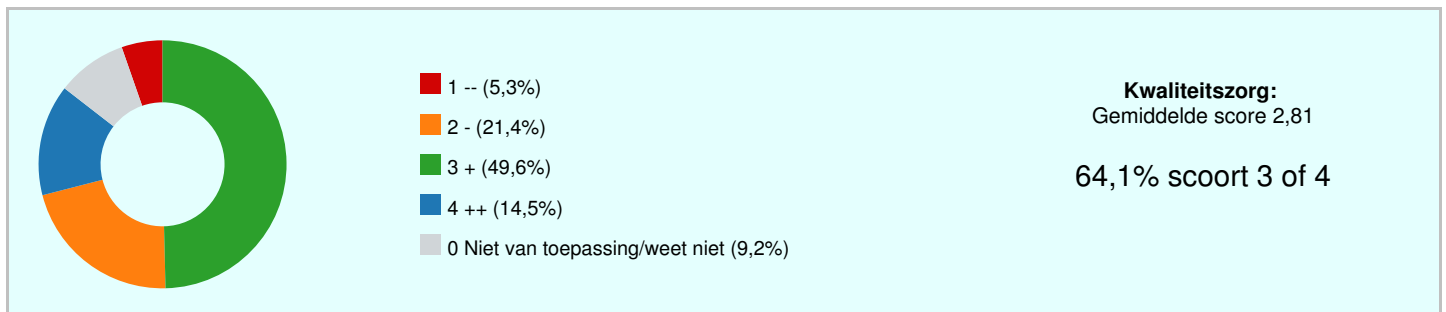 1 -- (5,3%)
2 - (21,4%)
3 + (49,6%)
4 ++ (14,5%)
0 Niet van toepassing/weet niet (9,2%)
Kwaliteitszorg:
Gemiddelde score 2,81
64,1% scoort 3 of 4